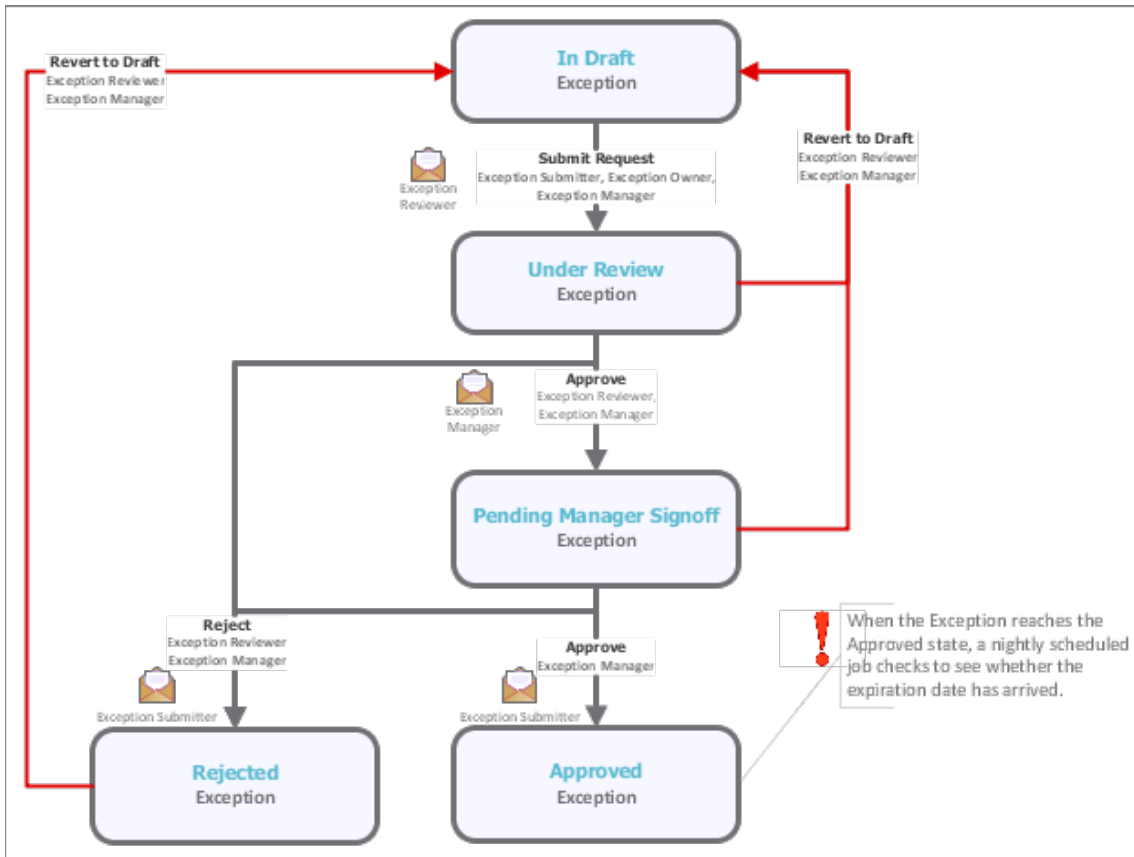 In Draft
Exception
Revert to Draft
Exception Reviewer
Exception Manager
Revert to Draft
Exception Reviewer
Exception Manager
Submit Request
Exception Submitter, Exception Owner,
Exception Manager
Exception
Reviewer
Under Review
Exception
Approve
Exception Reviewer,
Exception Manager
Exception
Manager
Pending Manager Signoff
Exception
Reject
Exception Reviewer
Exception Manager
Approve
Exception Manager
When the Exception reaches the
Approved state, a nightly scheduled
job checks to see whether the
expiration date has arrived.
Exception Submitter
Exception Submitter
Rejected
Exception
Approved
Exception